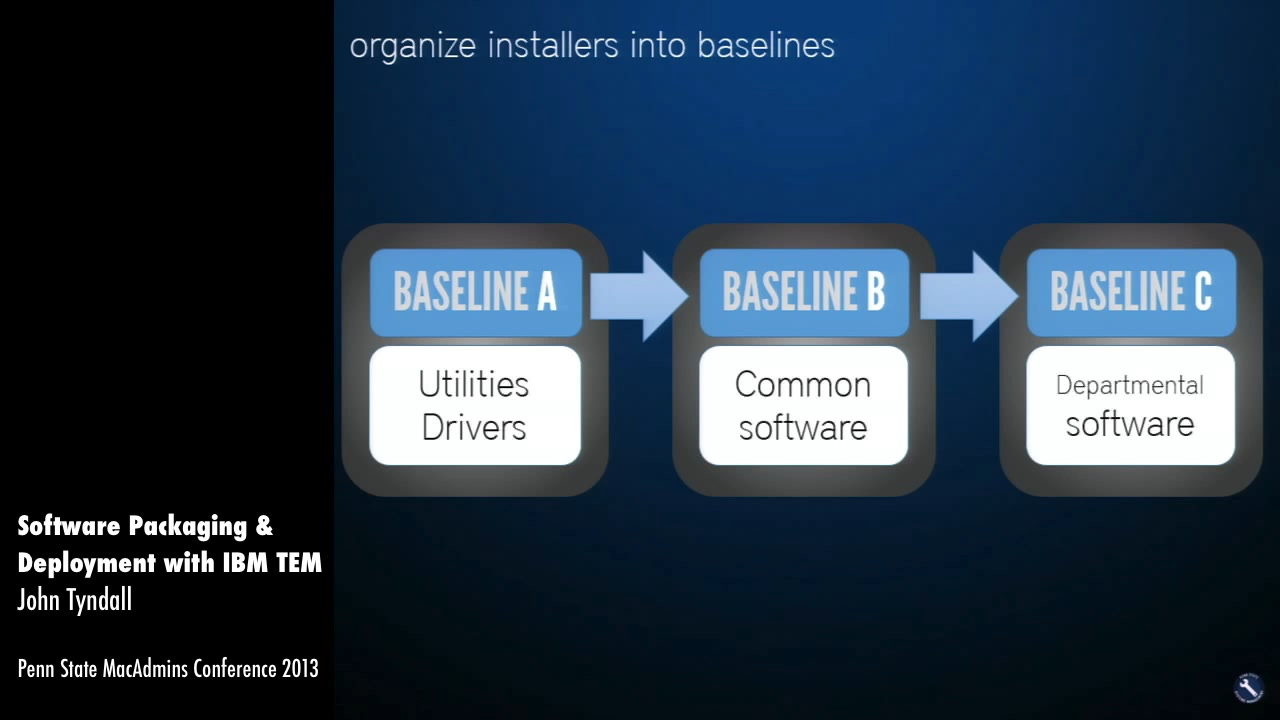 organize installers into baselines
BASELINE A
BASELINE B
BASELINE C
Utilities
Drivers
Common
software
Departmental
software
Software Packaging &
Deployment with IBM TEM
John Tyndall
Penn State MacAdmins Conference 2013